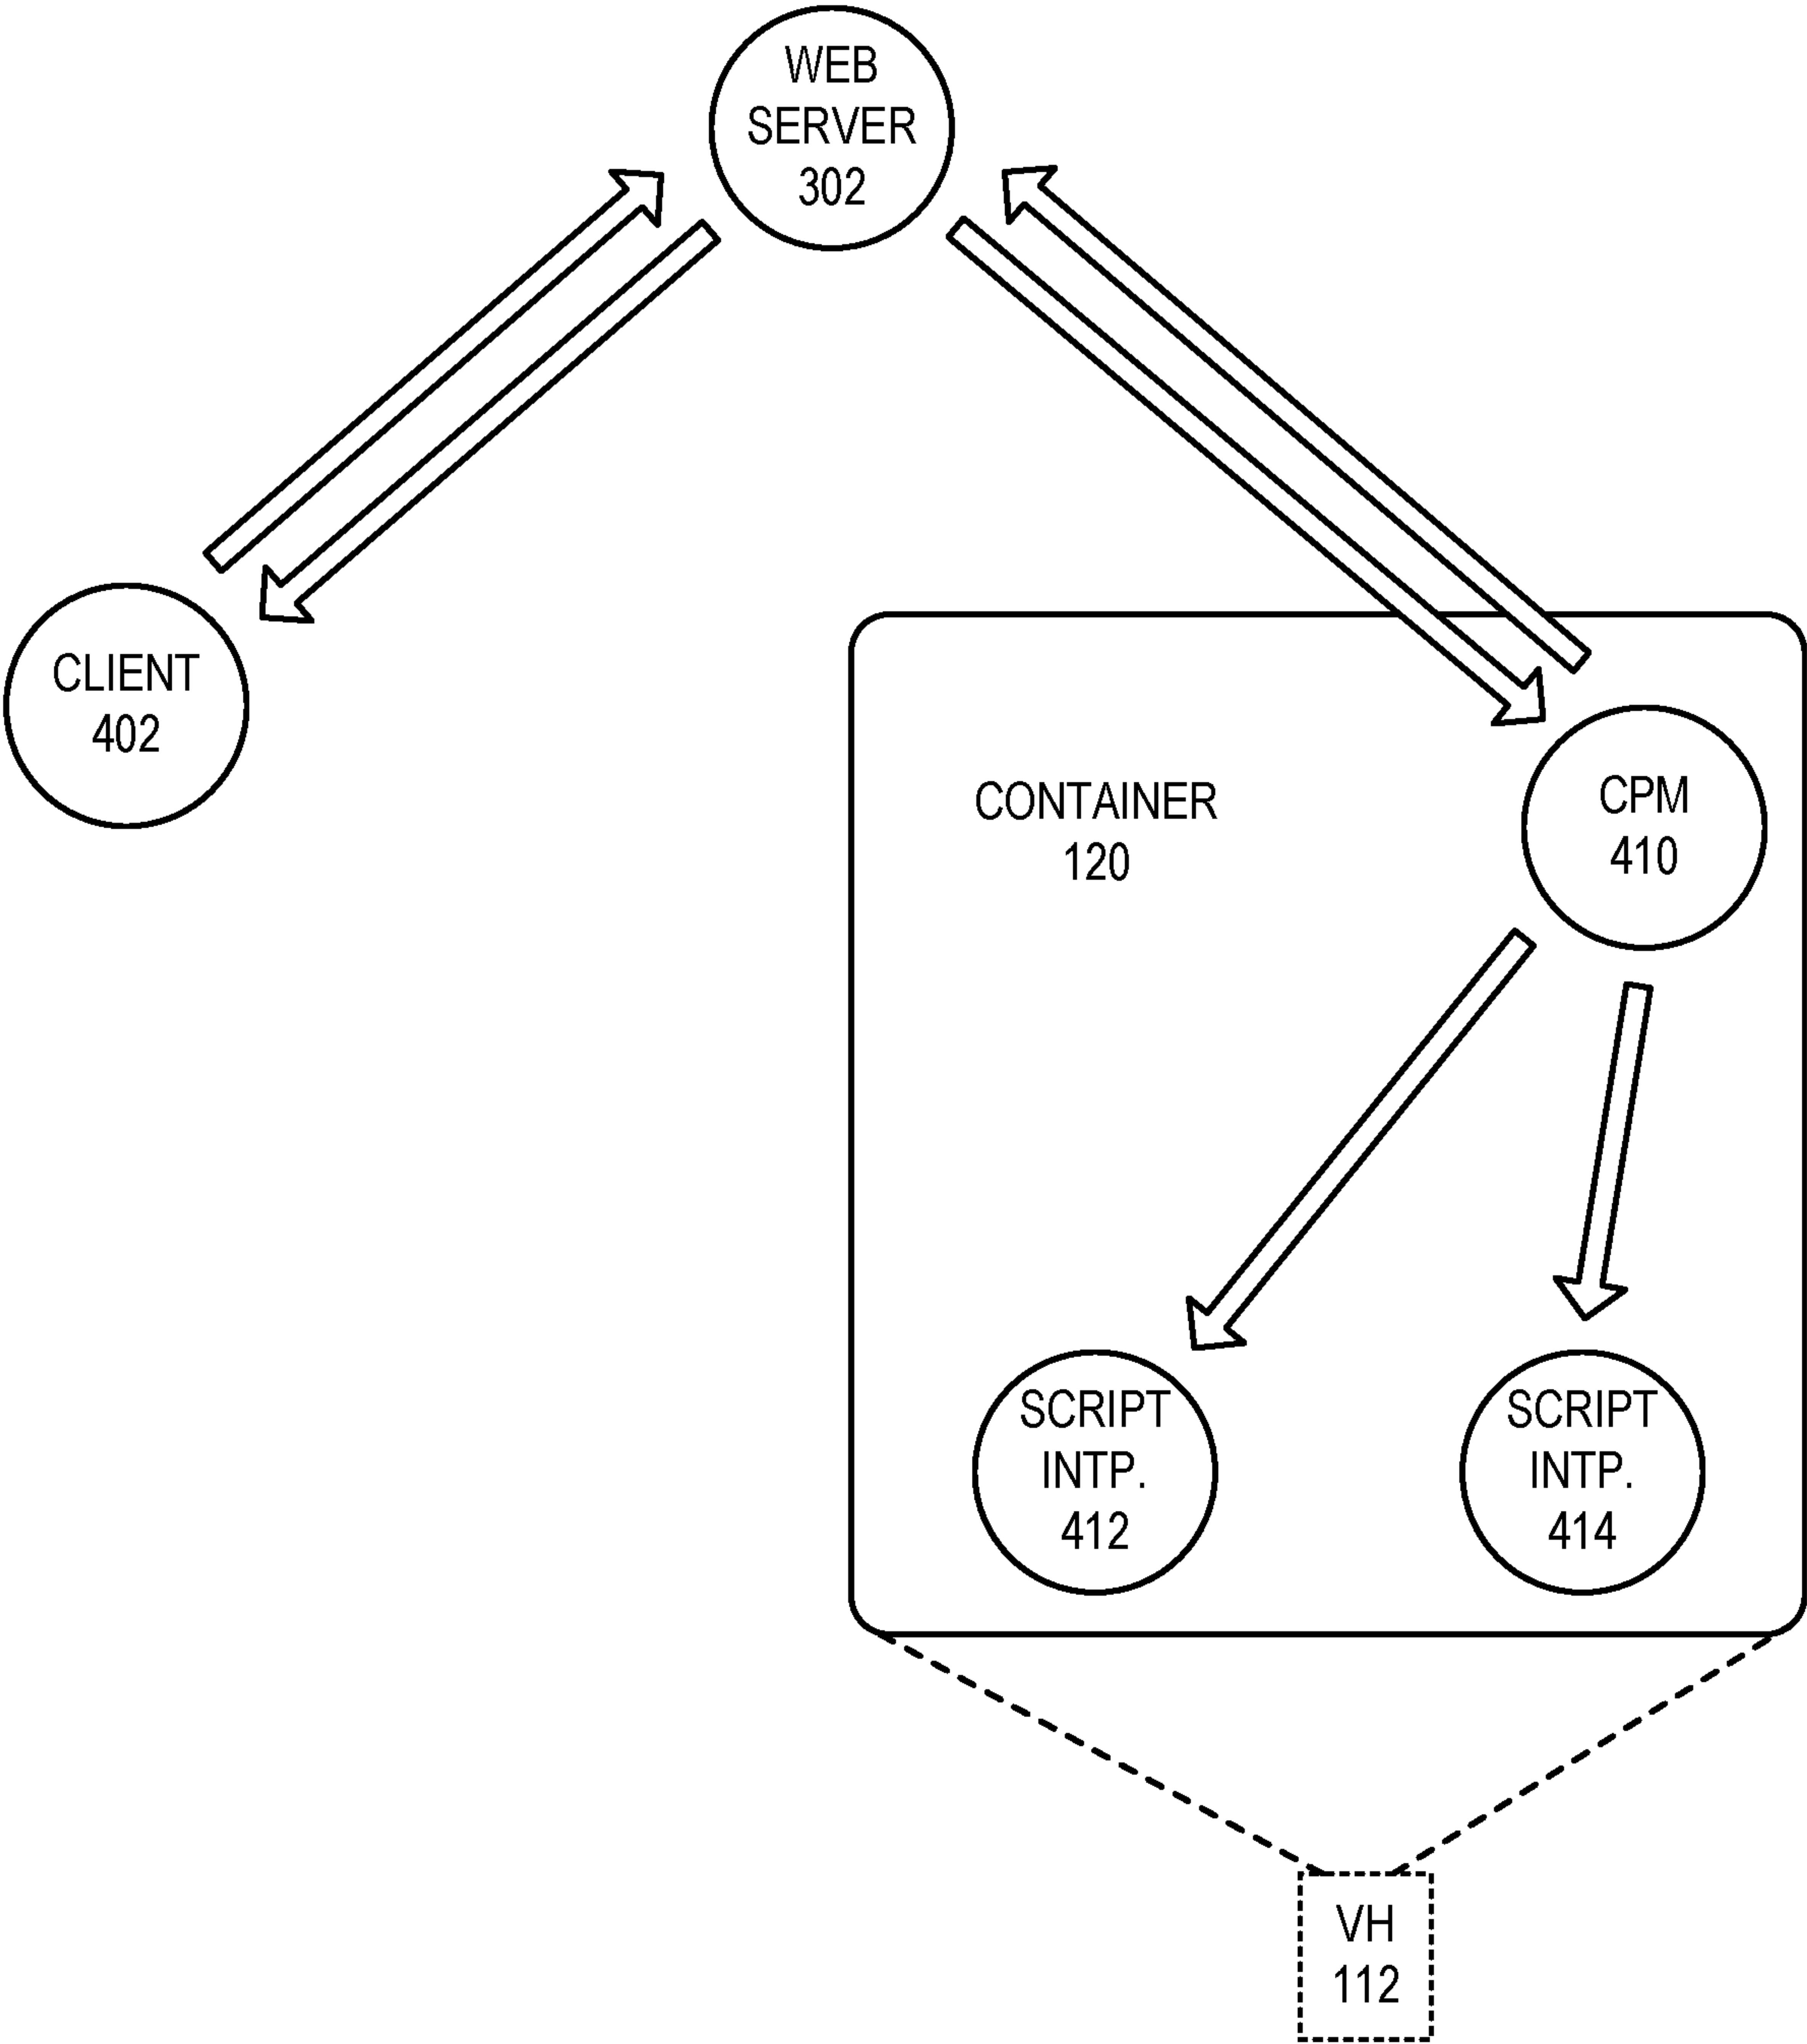 WEB
SERVER
302
CLIENT
402
CONTAINER
120
CPM
410
SCRIPT
INTP.
412
SCRIPT
INTP.
414
VH
112